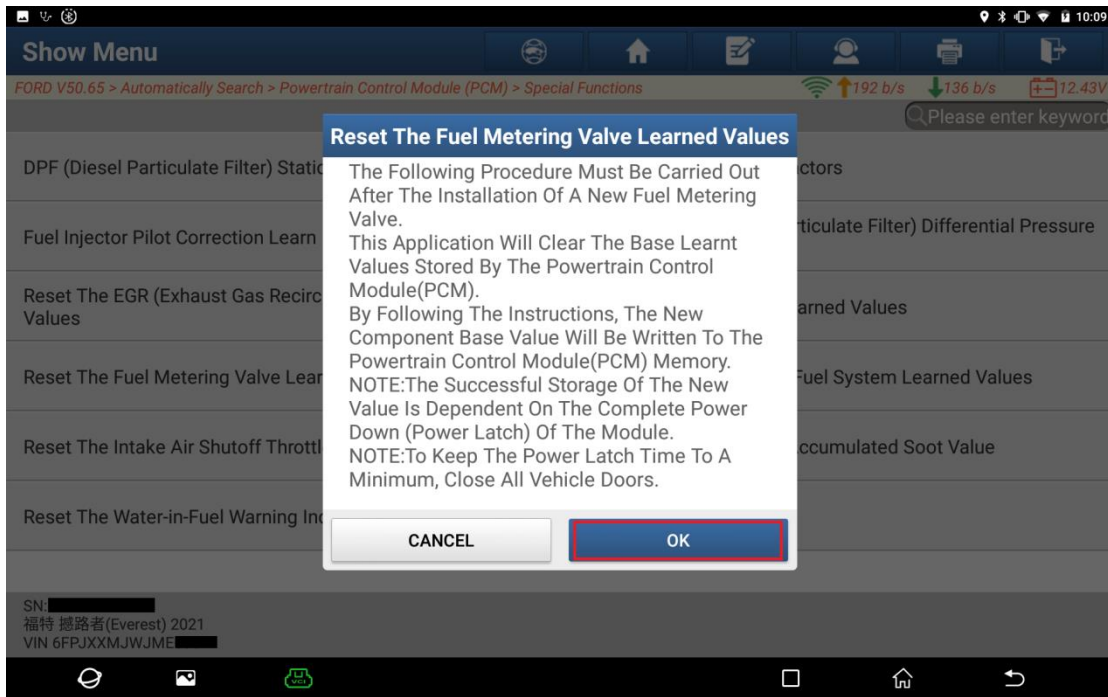 10:09
Show Menu
FORD V50.65 > Automatically Search > Powertrain Control Module (PCM) > Special Functions
192 b/s
136 b/s
12.43V
Please enter keyword
Reset The Fuel Metering Valve Learned Values
The Following Procedure Must Be Carried Out
After The Installation Of A New Fuel Metering
Valve.
This Application Will Clear The Base Learnt
Values Stored By The Powertrain Control
Module(PCM).
By Following The Instructions, The New
Component Base Value Will Be Written To The
Powertrain Control Module(PCM) Memory.
NOTE:The Successful Storage Of The New
Value Is Dependent On The Complete Power
Down (Power Latch) Of The Module.
NOTE:To Keep The Power Latch Time To A
Minimum, Close All Vehicle Doors.
CANCEL
OK
DPF (Diesel Particulate Filter) Static
ctors
Fuel Injector Pilot Correction Learn
ticulate Filter) Differential Pressure
Reset The EGR (Exhaust Gas Recirc
Values
arned Values
Reset The Fuel Metering Valve Lear
Fuel System Learned Values
Reset The Intake Air Shutoff Throttl
ccumulated Soot Value
Reset The Water-in-Fuel Warning Ind
SN:
福特 撼路者(Everest) 2021
VIN 6FPJXXMJWJME
VCI